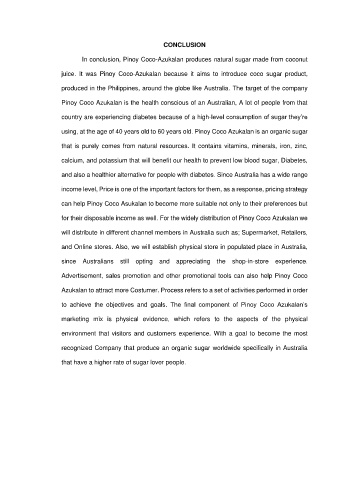 CONCLUSION
In conclusion, Pinoy Coco-Azukalan produces natural sugar made from coconut
juice. It was Pinoy Coco-Azukalan because it aims to introduce coco sugar product,
produced in the Philippines, around the globe like Australia. The target of the company
Pinoy Coco Azukalan is the health conscious of an Australian, A lot of people from that
country are experiencing diabetes because of a high-level consumption of sugar they're
using, at the age of 40 years old to 60 years old. Pinoy Coco Azukalan is an organic sugar
that is purely comes from natural resources. It contains vitamins, minerals, iron, zinc,
calcium, and potassium that will benefit our health to prevent low blood sugar, Diabetes,
and also a healthier alternative for people with diabetes. Since Australia has a wide range
income level, Price is one of the important factors for them, as a response, pricing strategy
can help Pinoy Coco Asukalan to become more suitable not only to their preferences but
for their disposable income as well. For the widely distribution of Pinoy Coco Azukalan we
will distribute in different channel members in Australia such as; Supermarket, Retailers,
and Online stores. Also, we will establish physical store in populated place in Australia,
since Australians still opting and appreciating the shop-in-store experience.
Advertisement, sales promotion and other promotional tools can also help Pinoy Coco
Azukalan to attract more Costumer. Process refers to a set of activities performed in order
to achieve the objectives and goals. The final component of Pinoy Coco Azukalan's
marketing mix is physical evidence, which refers to the aspects of the physical
environment that visitors and customers experience. With a goal to become the most
recognized Company that produce an organic sugar worldwide specifically in Australia
that have a higher rate of sugar lover people.